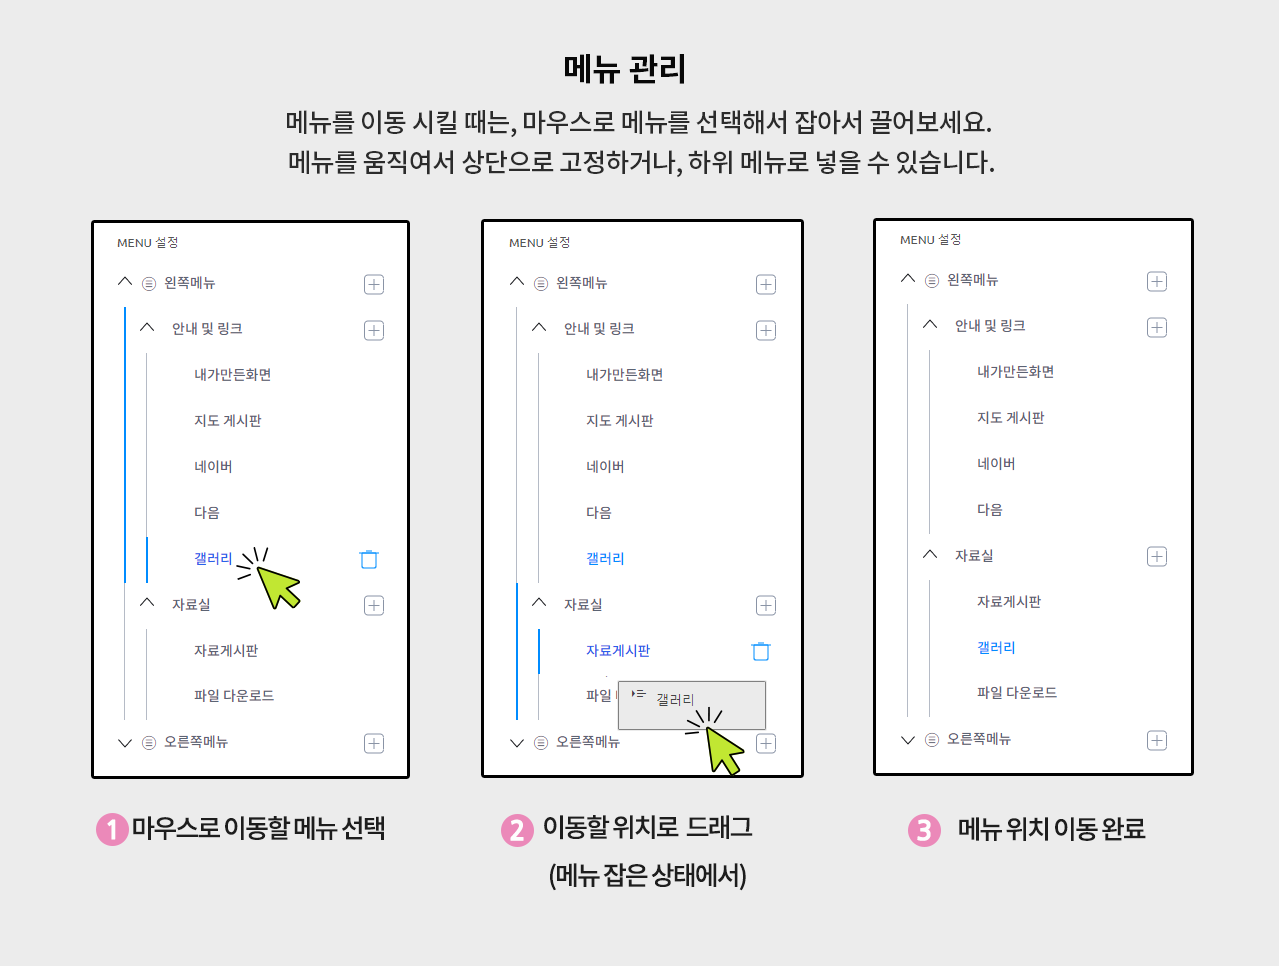 메뉴 관리
메뉴를 이동 시킬 때는, 마우스로 메뉴를 선택해서 잡아서 끌어보세요.
메뉴를 움직여서 상단으로 고정하거나, 하위 메뉴로 넣을 수 있습니다.
MENU 설정
왼쪽메뉴
안내 및 링크
내가만든화면
지도 게시판
네이버
다음
갤러리
자료실
자료게시판
파일 다운로드
오른쪽메뉴
1 마우스로 이동할 메뉴 선택
MENU 설정
왼쪽메뉴
안내 및 링크
내가만든화면
지도 게시판
네이버
다음
갤러리
자료실
자료게시판
파일
갤러리
오른쪽메뉴
2 이동할 위치로 드래그
(메뉴 잡은 상태에서)
MENU 설정
왼쪽메뉴
안내 및 링크
내가만든화면
지도 게시판
네이버
다음
자료실
자료게시판
갤러리
파일 다운로드
오른쪽메뉴
3 메뉴 위치 이동 완료